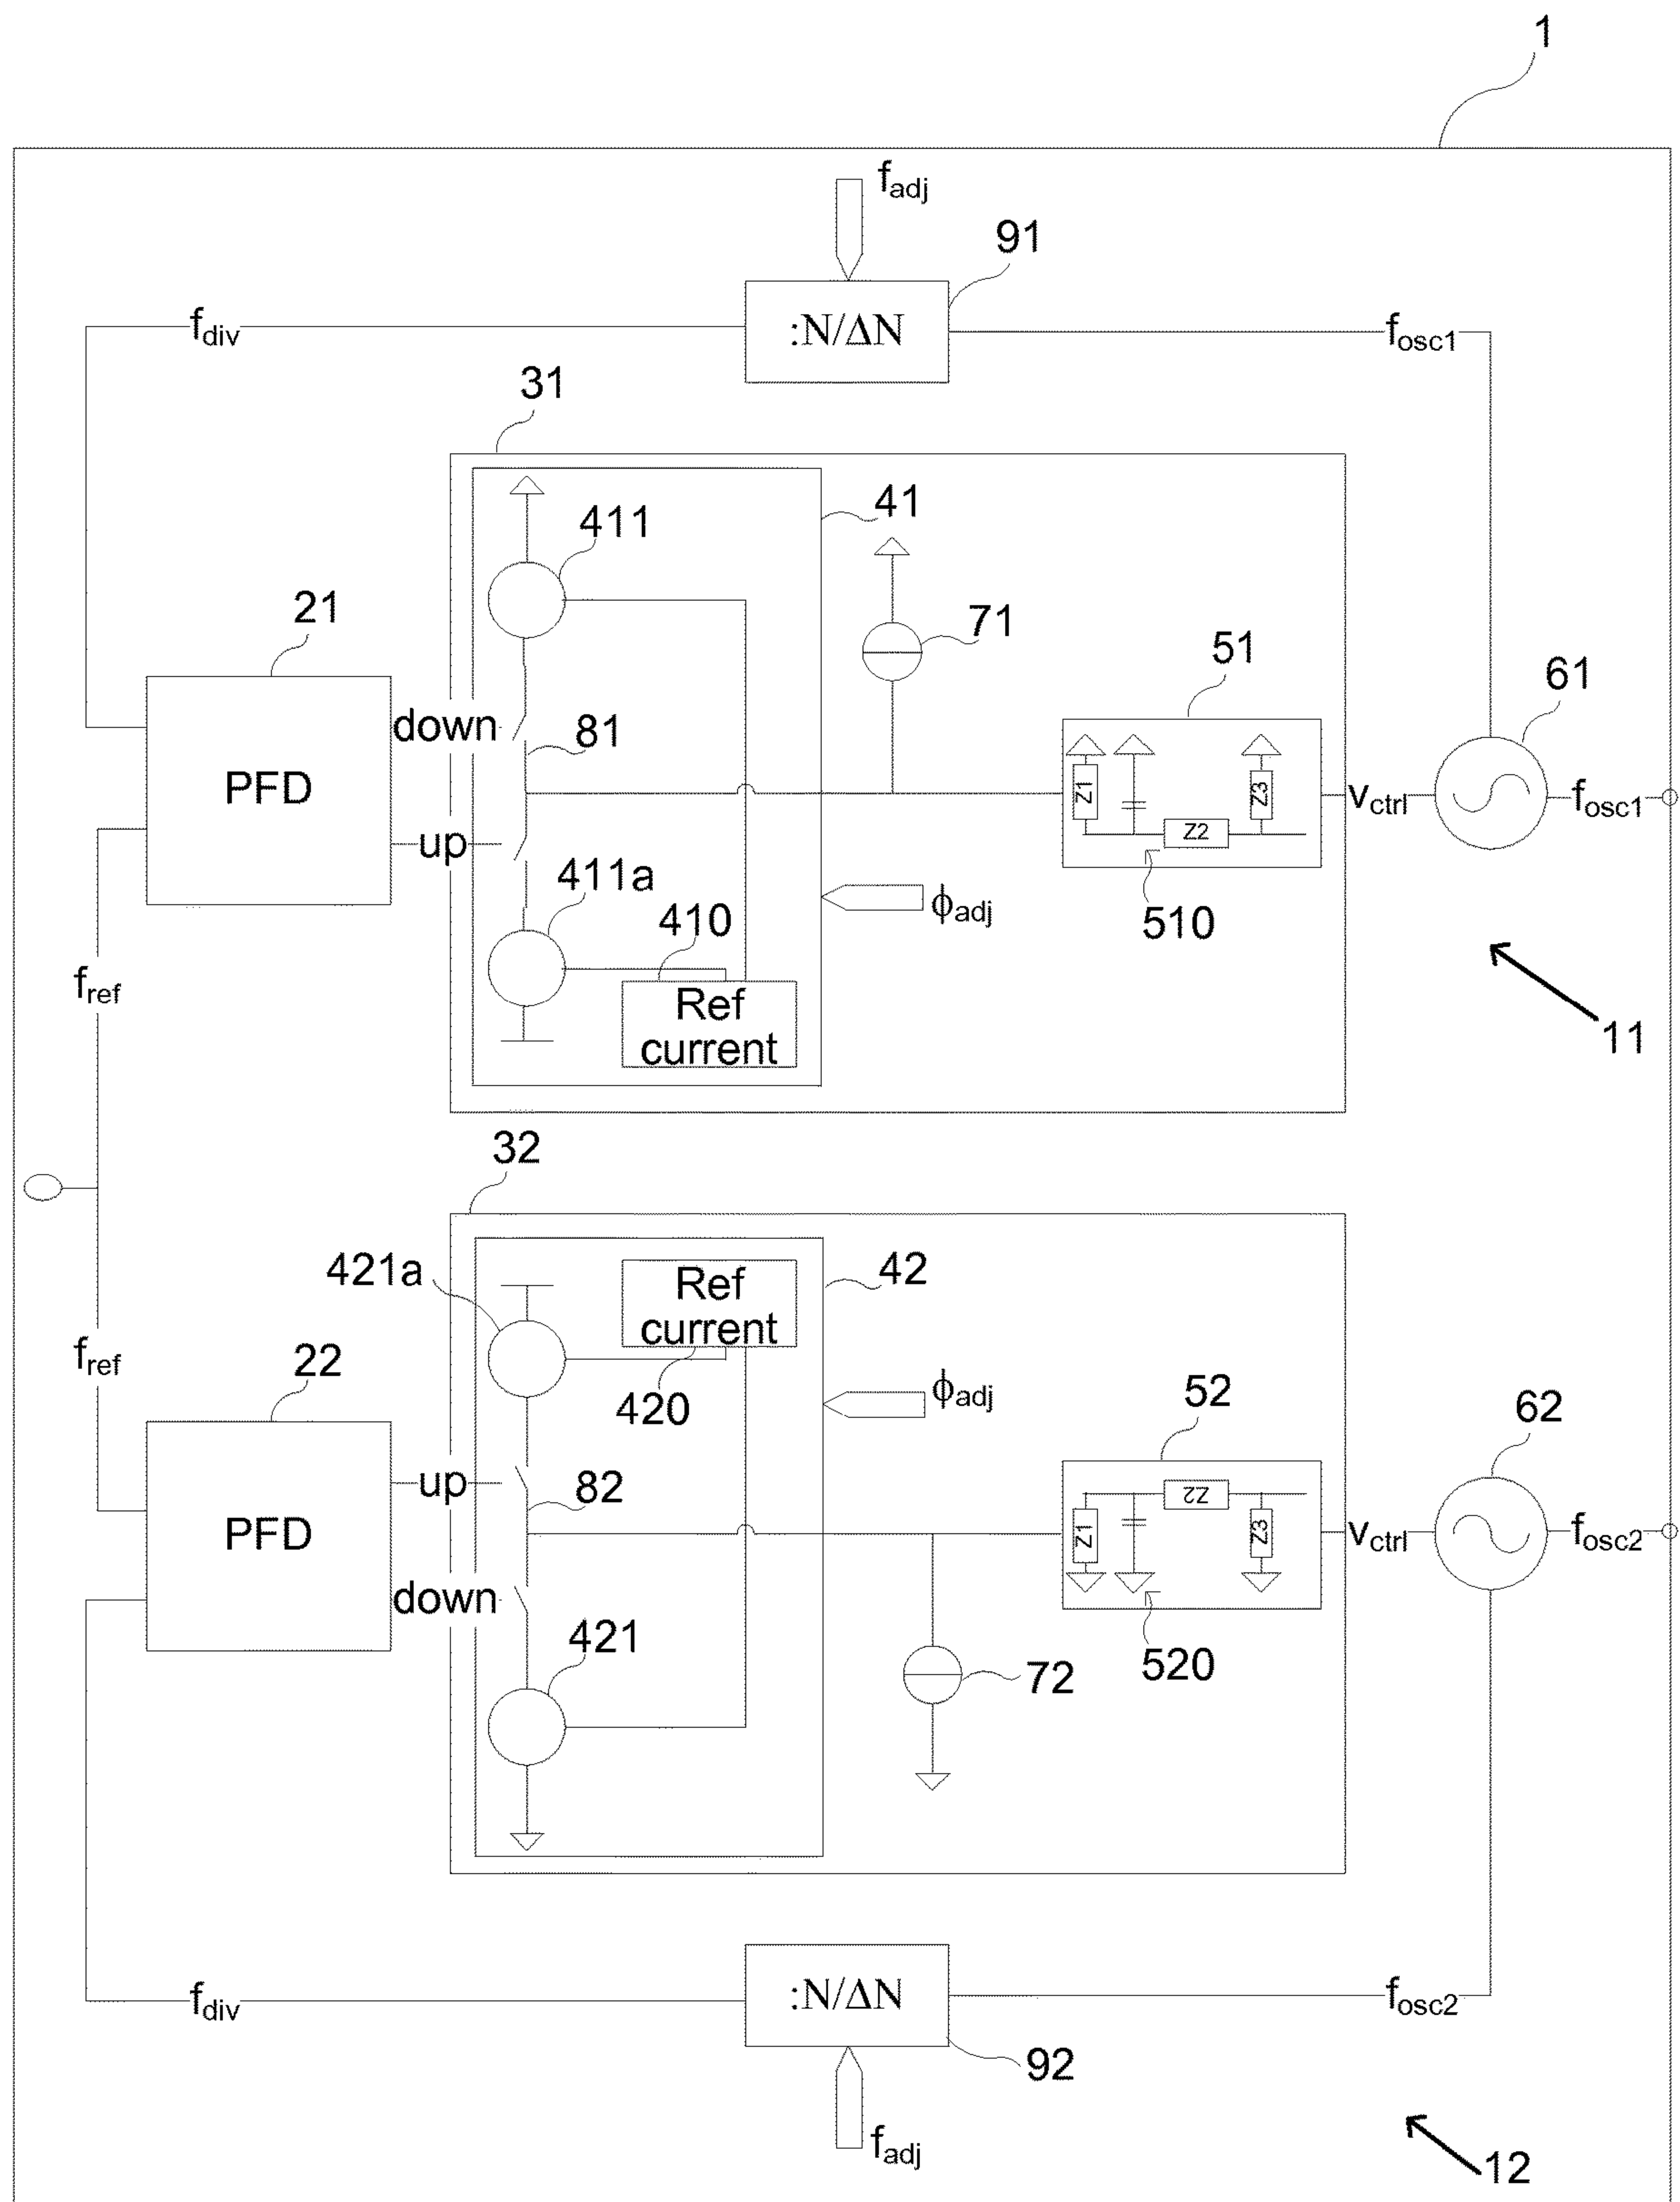 1
f_adj
91
:N/ΔN
f_div
f_osc1
31
41
411
71
21
51
61
PFD
down
81
Z1
Z3
Z2
v_ctrl
f_osc1
up
411a
ϕ_adj
510
410
f_ref
Ref
current
11
32
421a
42
Ref
current
f_ref
22
420
ϕ_adj
52
62
up
82
Z2
PFD
Z1
Z3
v_ctrl
f_osc2
down
421
520
72
f_div
:N/ΔN
f_osc2
92
f_adj
12